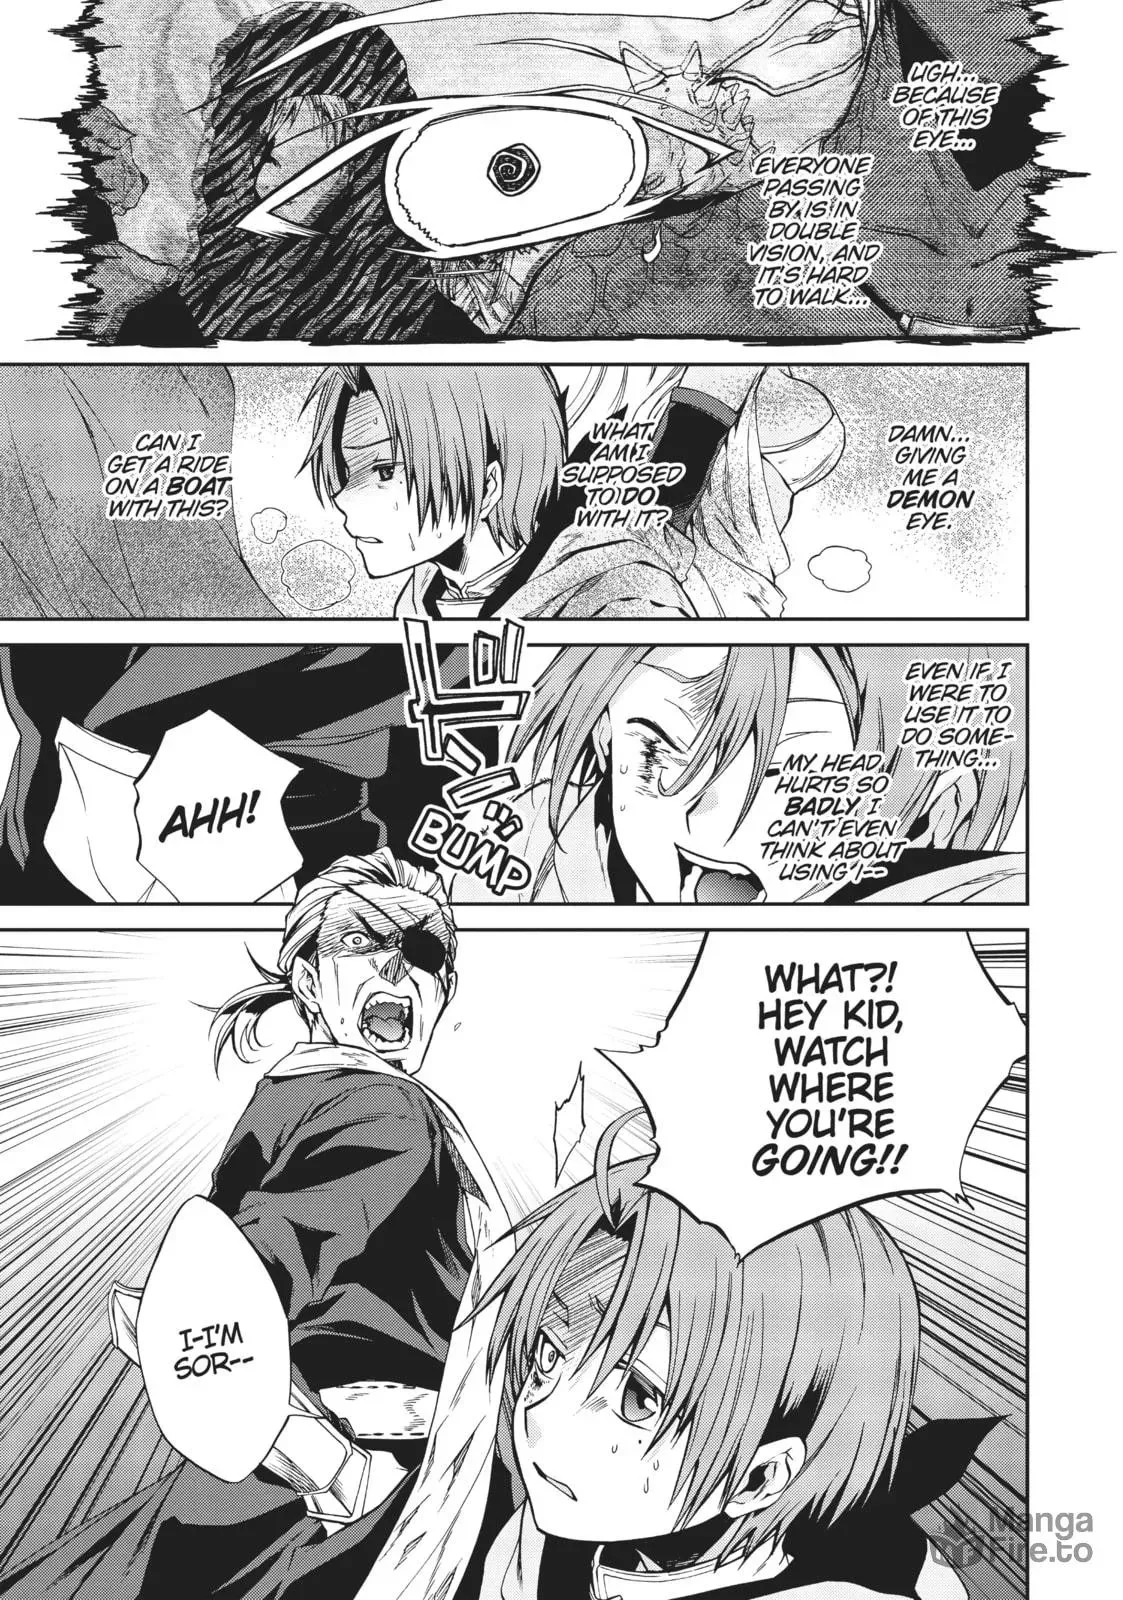 UGH...
BECAUSE
OF THIS
EYE...
EVERYONE
PASSING
BY IS IN
DOUBLE
VISION, AND
IT'S HARD
TO WALK...
DAMN...
GIVING
ME A
DEMON
EYE.
WHAT
AM I
SUPPOSED
TO DO
WITH IT?
CAN I
GET A RIDE
ON A BOAT
WITH THIS?
EVEN IF I
WERE TO
USE IT TO
DO SOME-
THING...
MY HEAD
HURTS SO
BADLY, I
CAN'T EVEN
THINK ABOUT
USING I--
ドンッ
BUMP
AHH!
WHAT?!
HEY KID,
WATCH
WHERE
YOU'RE
GOING!!
I-I'M
SOR--
Manga
Fire.to